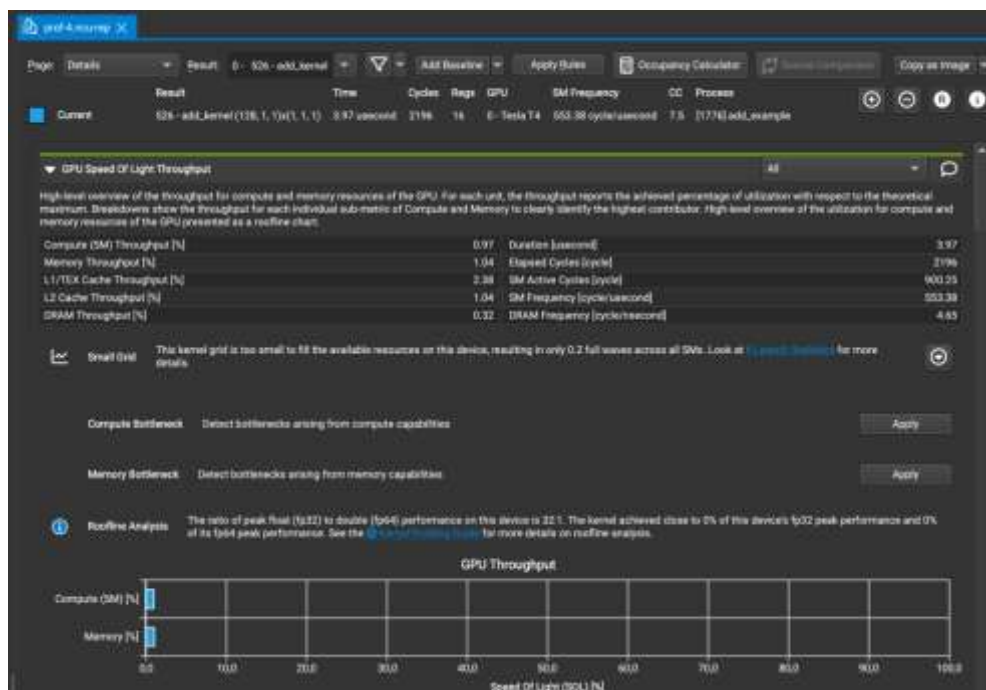 prof-4.ncu-rep
Page: Details Result: 0 - 526 - add_kernel Add Baseline Apply Rules Occupancy Calculator Copy as Image
Result Time Cycles Regs GPU SM Frequency CC Process
Current 526 - add_kernel (128, 1, 1)x(1, 1, 1) 3.97 usecond 2196 16 0 - Tesla T4 553.38 cycle/usecond 7.5 [1776] add_example
GPU Speed Of Light Throughput All
High-level overview of the throughput for compute and memory resources of the GPU. For each unit, the throughput reports the achieved percentage of utilization with respect to the theoretical
maximum. Breakdowns show the throughput for each individual sub-metric of Compute and Memory to clearly identify the highest contributor. High-level overview of the utilization for compute and
memory resources of the GPU presented as a roofline chart.
Compute (SM) Throughput [%] 0.97 Duration [usecond] 3.97
Memory Throughput [%] 1.04 Elapsed Cycles [cycle] 2196
L1/TEX Cache Throughput [%] 2.38 SM Active Cycles [cycle] 900.25
L2 Cache Throughput [%] 1.04 SM Frequency [cycle/usecond] 553.38
DRAM Throughput [%] 0.32 DRAM Frequency [cycle/nsecond] 4.65
Small Grid This kernel grid is too small to fill the available resources on this device, resulting in only 0.2 full waves across all SMs. Look at for more
details.
Compute Bottleneck Detect bottlenecks arising from compute capabilities Apply
Memory Bottleneck Detect bottlenecks arising from memory capabilities Apply
Roofline Analysis The ratio of peak float (fp32) to double (fp64) performance on this device is 32:1. The kernel achieved close to 0% of this device's fp32 peak performance and 0%
of its fp64 peak performance. See the for more details on roofline analysis.
GPU Throughput
Compute (SM) [%]
Memory [%]
0,0 10,0 20,0 30,0 40,0 50,0 60,0 70,0 80,0 90,0 100,0
Speed Of Light (SOL) [%]